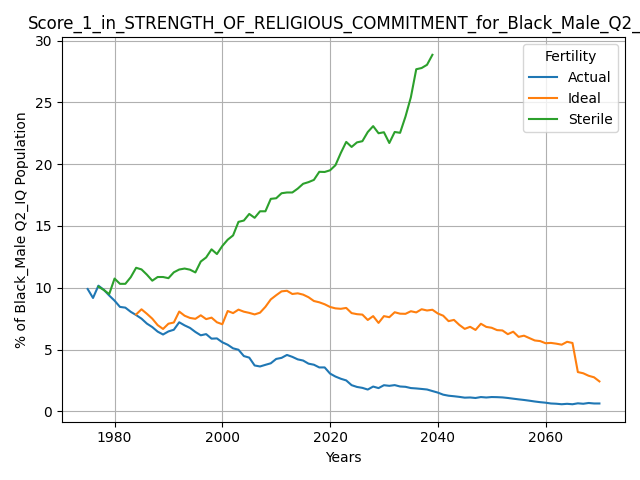 Score_1_in_STRENGTH_OF_RELIGIOUS_COMMITMENT_for_Black_Male_Q2_
% of Black_Male Q2_IQ Population
30
25
20
15
10
5
0
Fertility
Actual
Ideal
Sterile
1980
2000
2020
2040
2060
Years